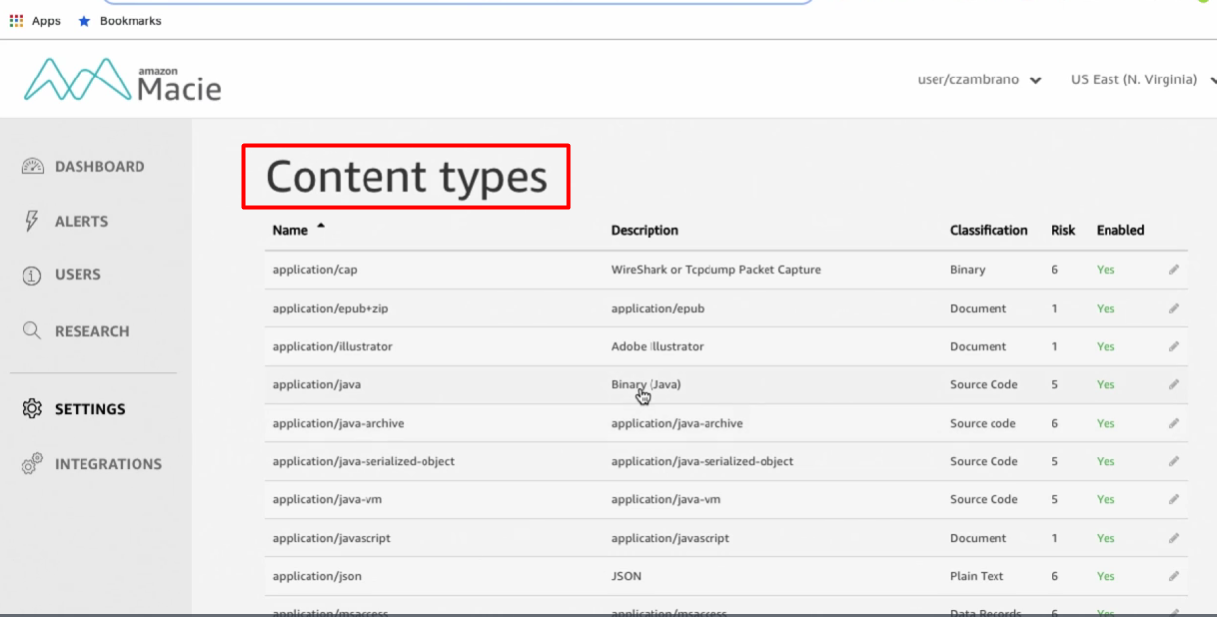 Apps Bookmarks
amazon
Macie
user/czambrano US East (N. Virginia)
DASHBOARD
ALERTS
USERS
RESEARCH
SETTINGS
INTEGRATIONS
Content types
Name Description Classification Risk Enabled
application/cap WireShark or Tcpdump Packet Capture Binary 6 Yes
application/epub+zip application/epub Document 1 Yes
application/illustrator Adobe Illustrator Document 1 Yes
application/java Binary (Java) Source Code 5 Yes
application/java-archive application/java-archive Source code 6 Yes
application/java-serialized-object application/java-serialized-object Source Code 5 Yes
application/java-vm application/java-vm Source Code 5 Yes
application/javascript application/javascript Document 1 Yes
application/json JSON Plain Text 6 Yes
application/msaccess application/msaccess Data Records 6 Yes